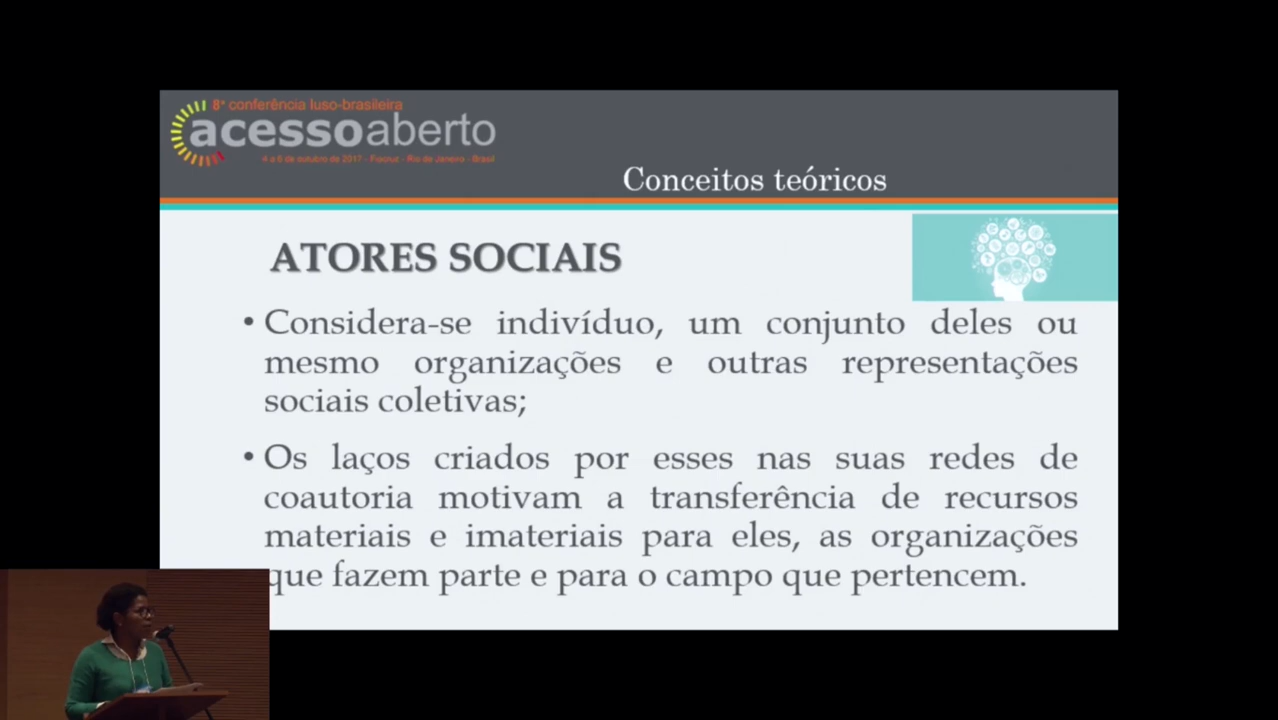 8ª conferência luso-brasileira
acessoaberto
4 a 6 de outubro de 2017 - Fiocruz - Rio de Janeiro - Brasil
Conceitos teóricos
ATORES SOCIAIS
• Considera-se indivíduo, um conjunto deles ou
mesmo organizações e outras representações
sociais coletivas;
• Os laços criados por esses nas suas redes de
coautoria motivam a transferência de recursos
materiais e imateriais para eles, as organizações
que fazem parte e para o campo que pertencem.